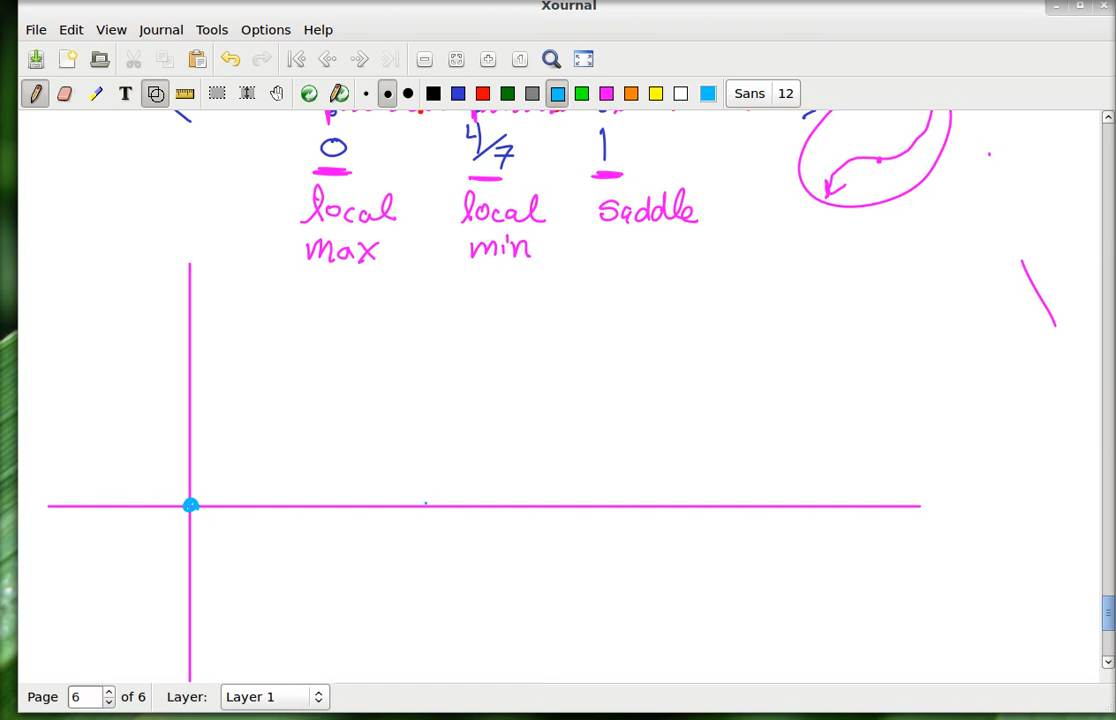 Xournal
File Edit View Journal Tools Options Help
Sans 12
0 4/7 1
local local saddle
max min
Page 6 of 6 Layer: Layer 1